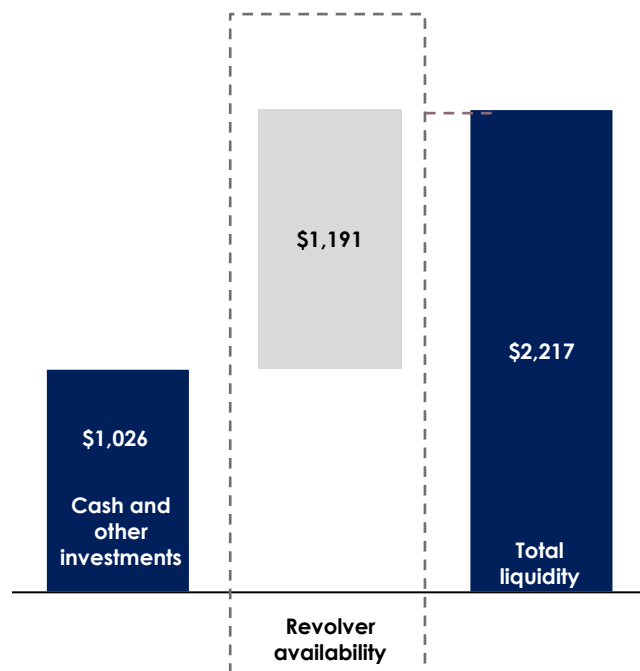 $1,191
$2,217
$1,026
Cash and
other
investments
Total
liquidity
Revolver
availability